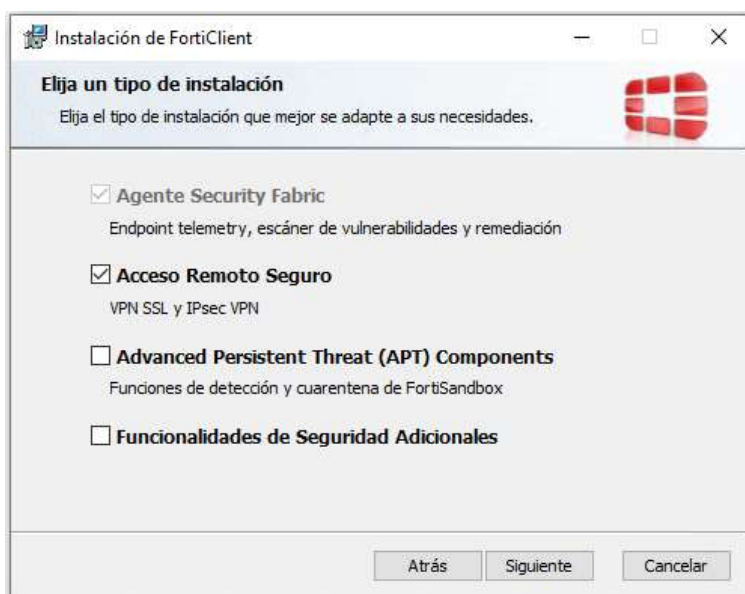 Instalación de FortiClient
Elija un tipo de instalación
Elija el tipo de instalación que mejor se adapte a sus necesidades.
Agente Security Fabric
Endpoint telemetry, escáner de vulnerabilidades y remediación
Acceso Remoto Seguro
VPN SSL y IPsec VPN
Advanced Persistent Threat (APT) Components
Funciones de detección y cuarentena de FortiSandbox
Funcionalidades de Seguridad Adicionales
Atrás Siguiente Cancelar